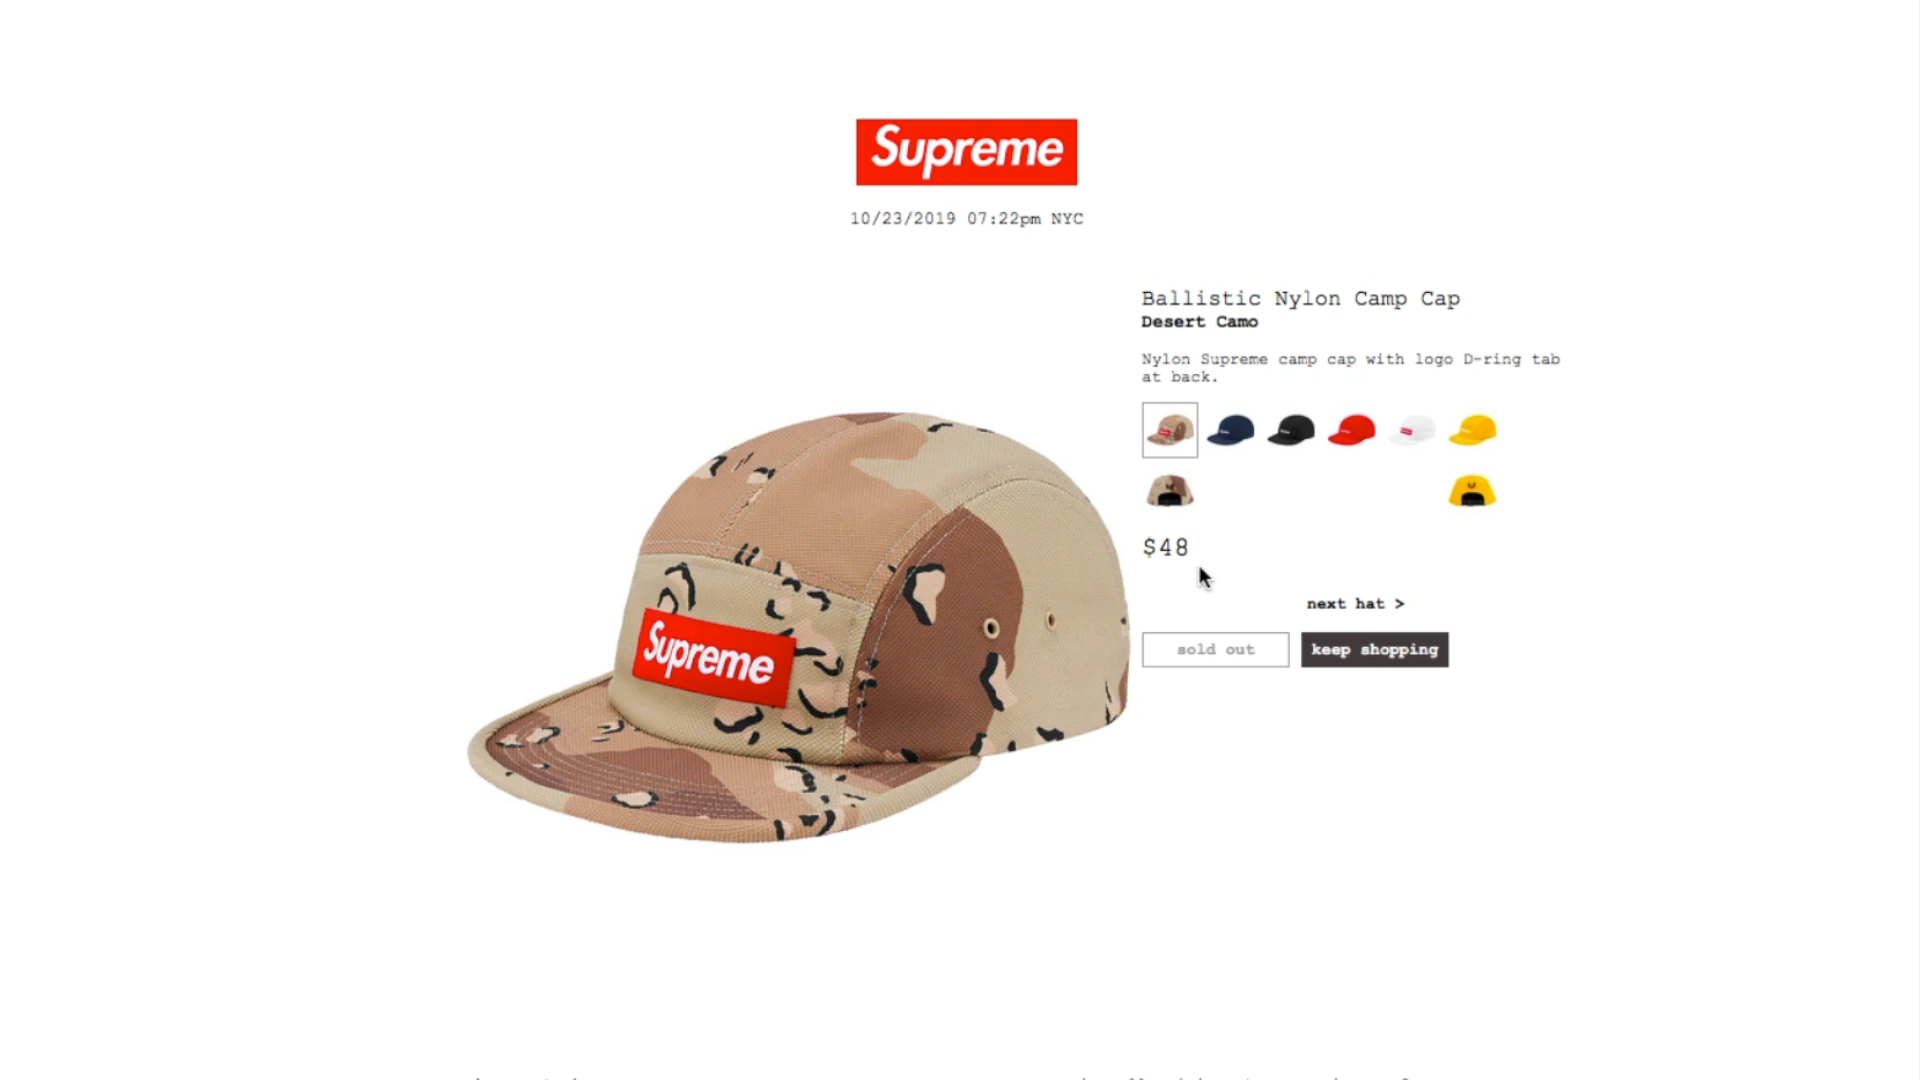 Supreme
10/23/2019 07:22pm NYC
Ballistic Nylon Camp Cap
Desert Camo
Nylon Supreme camp cap with logo D-ring tab
at back.
$48
next hat >
sold out
keep shopping
Supreme